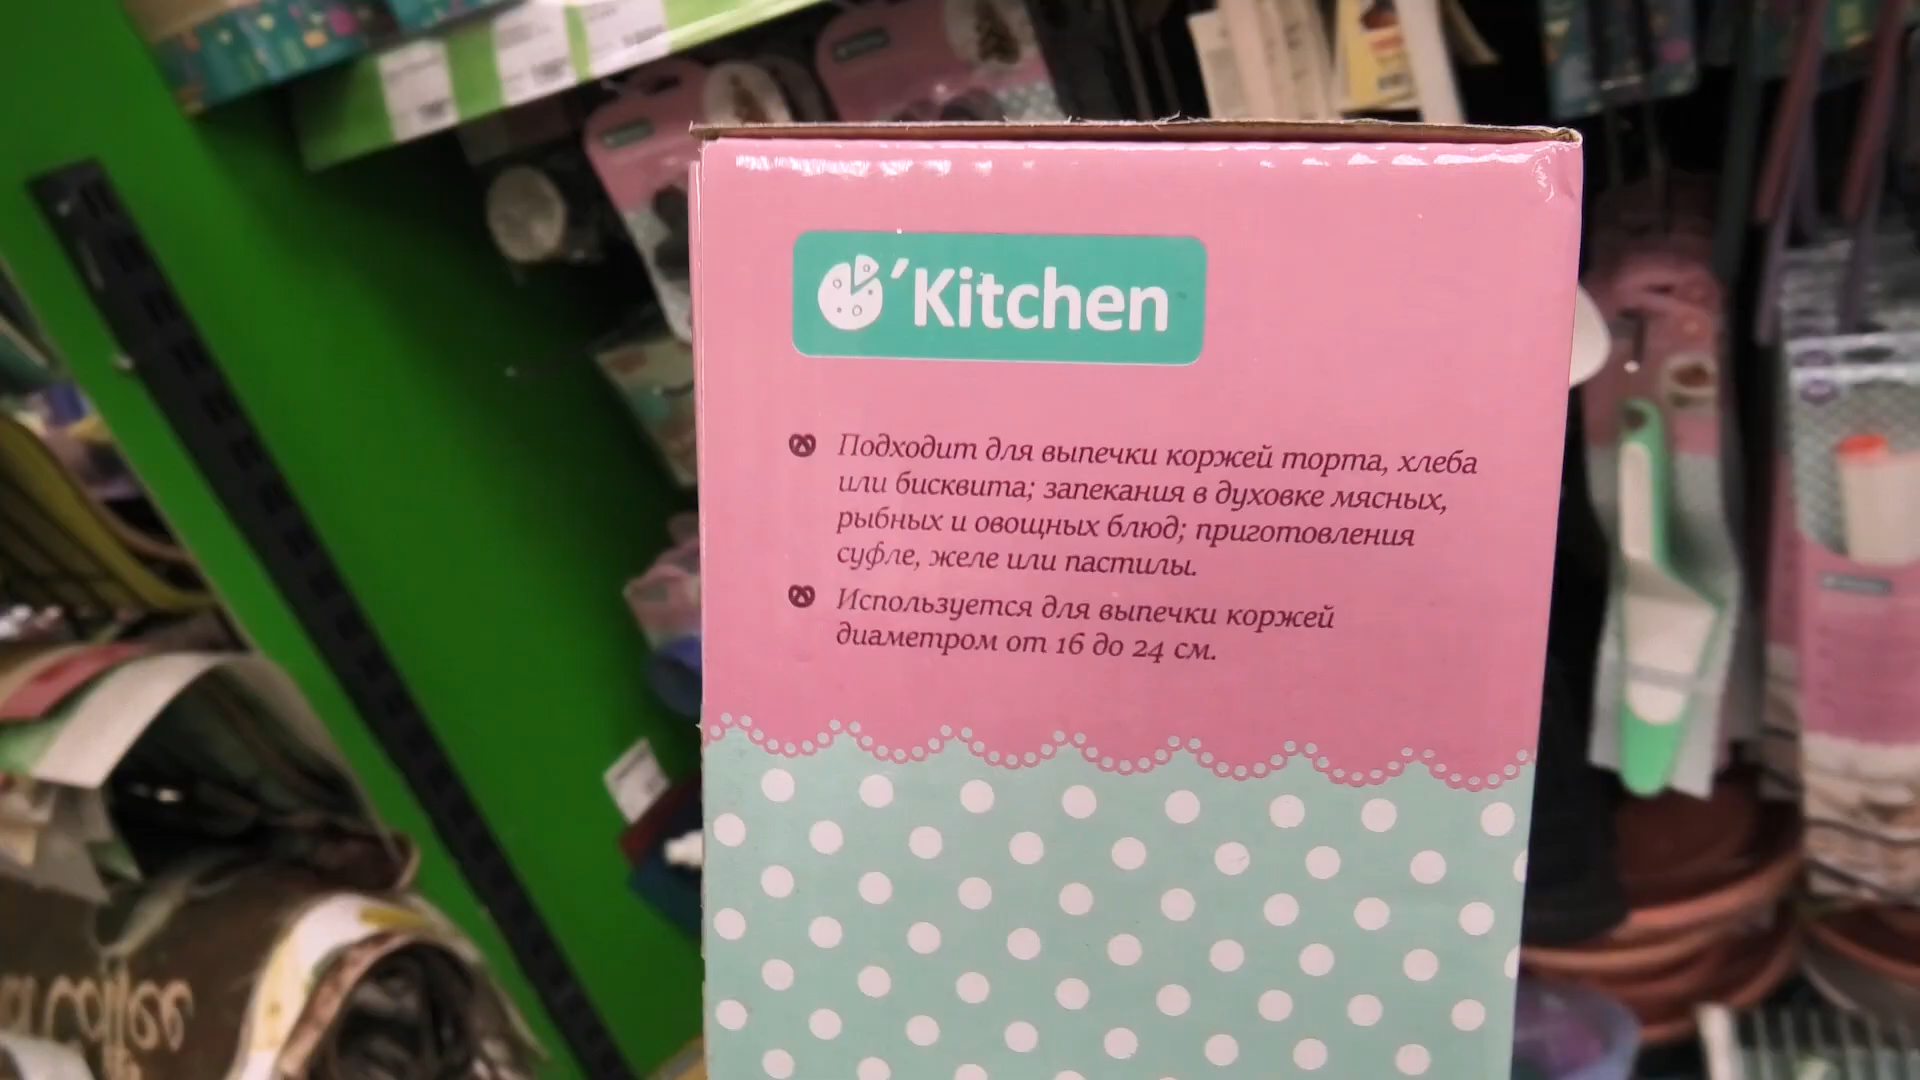 'Kitchen
Подходит для выпечки коржей торта, хлеба
или бисквита; запекания в духовке мясных,
рыбных и овощных блюд; приготовления
суфле, желе или пастилы.
Используется для выпечки коржей
диаметром от 16 до 24 см.
coffee